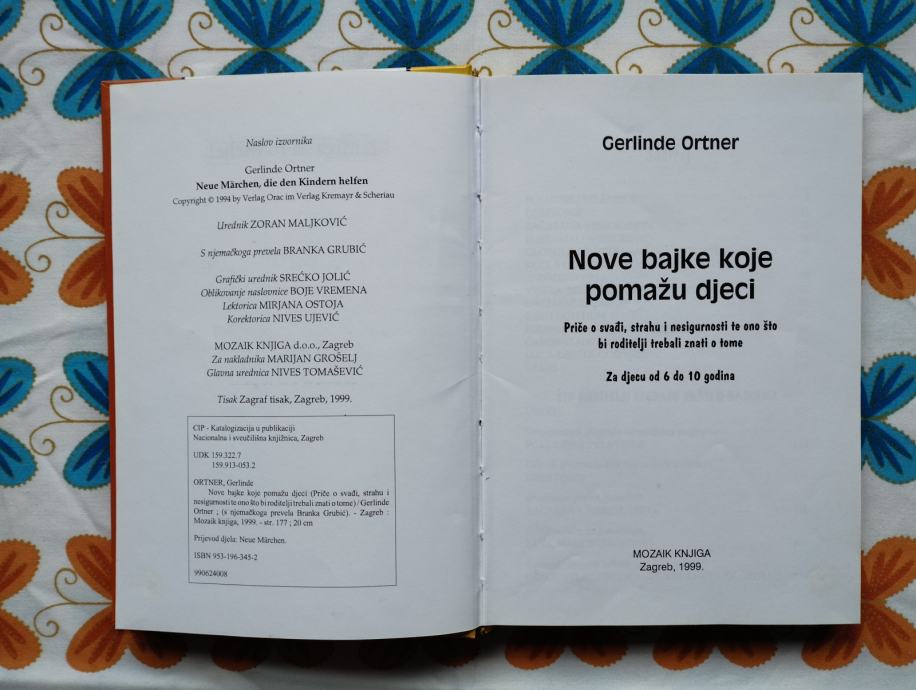 Naslov izvornika
Gerlinde Ortner
Neue Märchen, die den Kindern helfen
Copyright © 1994 by Verlag Orac im Verlag Kremayr & Scheriau
Urednik ZORAN MALJKOVIĆ
S njemačkoga prevela BRANKA GRUBIĆ
Grafički urednik SREĆKO JOLIĆ
Oblikovanje naslovnice BOJE VREMENA
Lektorica MIRJANA OSTOJA
Korektorica NIVES UJEVIĆ
MOZAIK KNJIGA d.o.o., Zagreb
Za nakladnika MARIJAN GROŠELJ
Glavna urednica NIVES TOMAŠEVIĆ
Tisak Zagraf tisak, Zagreb, 1999.
CIP - Katalogizacija u publikaciji
Nacionalna i sveučilišna knjižnica, Zagreb
UDK 159.322.7
159.913-053.2
ORTNER, Gerlinde
Nove bajke koje pomažu djeci (Priče o svađi, strahu i
nesigurnosti te ono što bi roditelji trebali znati o tome) / Gerlinde
Ortner ; (s njemačkoga prevela Branka Grubić). - Zagreb :
Mozaik knjiga, 1999. - str. 177 ; 20 cm
Prijevod djela: Neue Märchen.
ISBN 953-196-345-2
990624008
Gerlinde Ortner
Nove bajke koje
pomažu djeci
Priče o svađi, strahu i nesigurnosti te ono što
bi roditelji trebali znati o tome
Za djecu od 6 do 10 godina
MOZAIK KNJIGA
Zagreb, 1999.